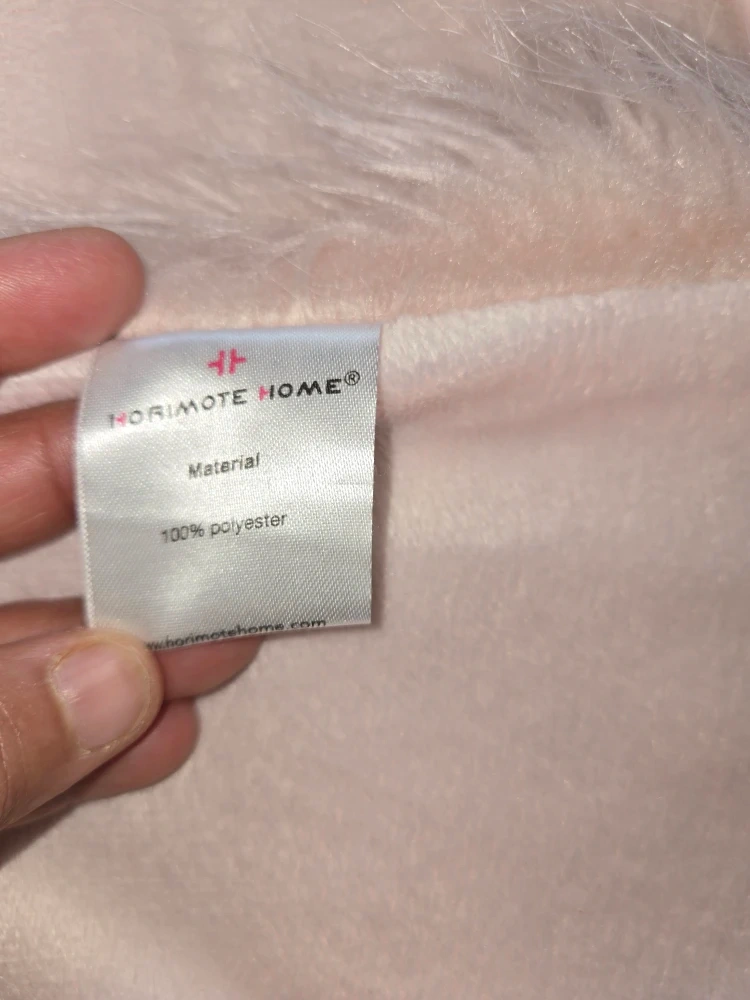 HORIMOTE HOME®
Material
100% polyester
w.horimotehome.com